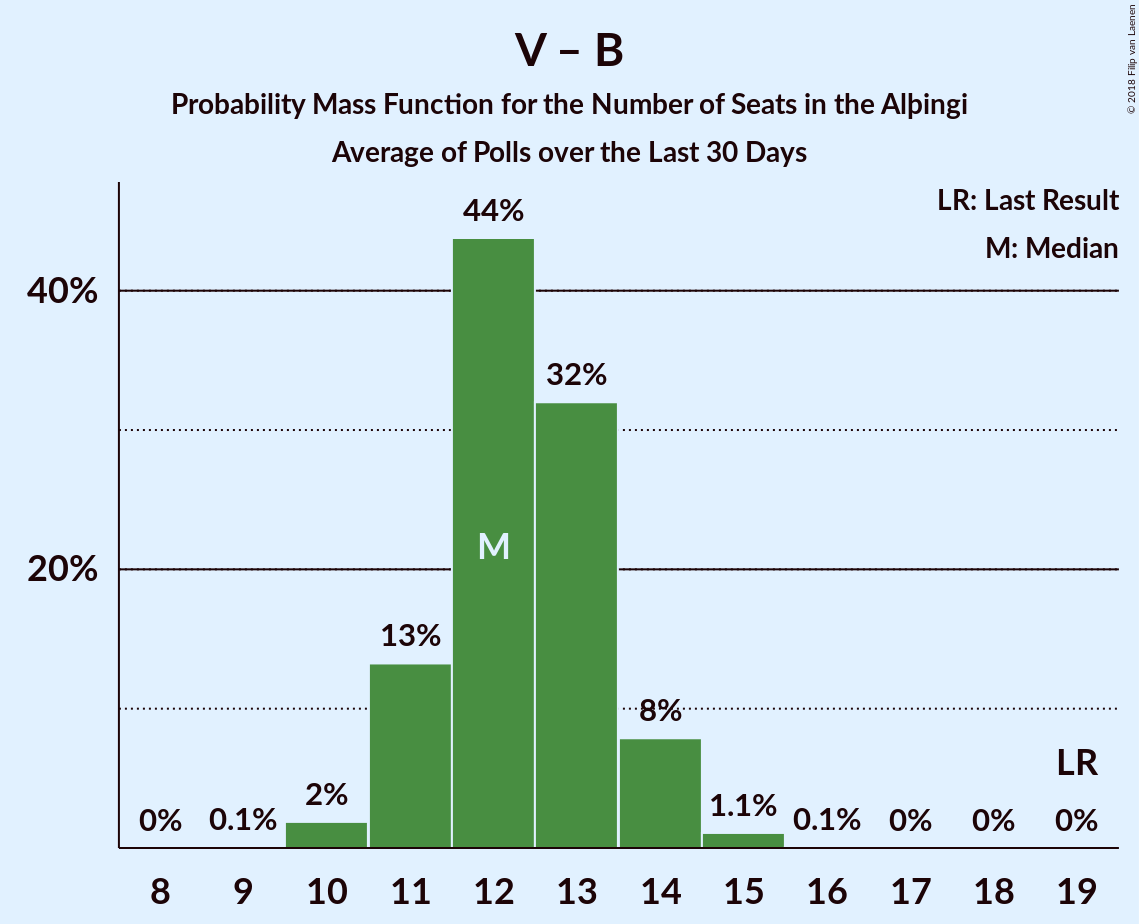 V – B
Probability Mass Function for the Number of Seats in the Alþingi
Average of Polls over the Last 30 Days
© 2018 Filip van Laenen
LR: Last Result
M: Median
44%
40%
32%
M
20%
13%
8%
LR
2%
1.1%
0% 0.1% 0.1% 0% 0% 0%
8 9 10 11 12 13 14 15 16 17 18 19